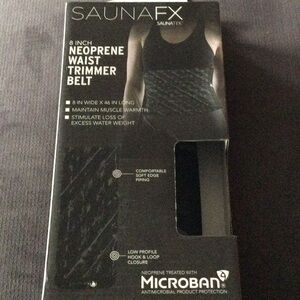 SAUNAFX
SAUNATEK
8 INCH
NEOPRENE
WAIST
TRIMMER
BELT
8 IN WIDE X 46 IN LONG
MAINTAIN MUSCLE WARMTH
STIMULATE LOSS OF
EXCESS WATER WEIGHT
COMFORTABLE
SOFT EDGE
PIPING
LOW PROFILE
HOOK & LOOP
CLOSURE
NEOPRENE TREATED WITH
MICROBAN
ANTIMICROBIAL PRODUCT PROTECTION